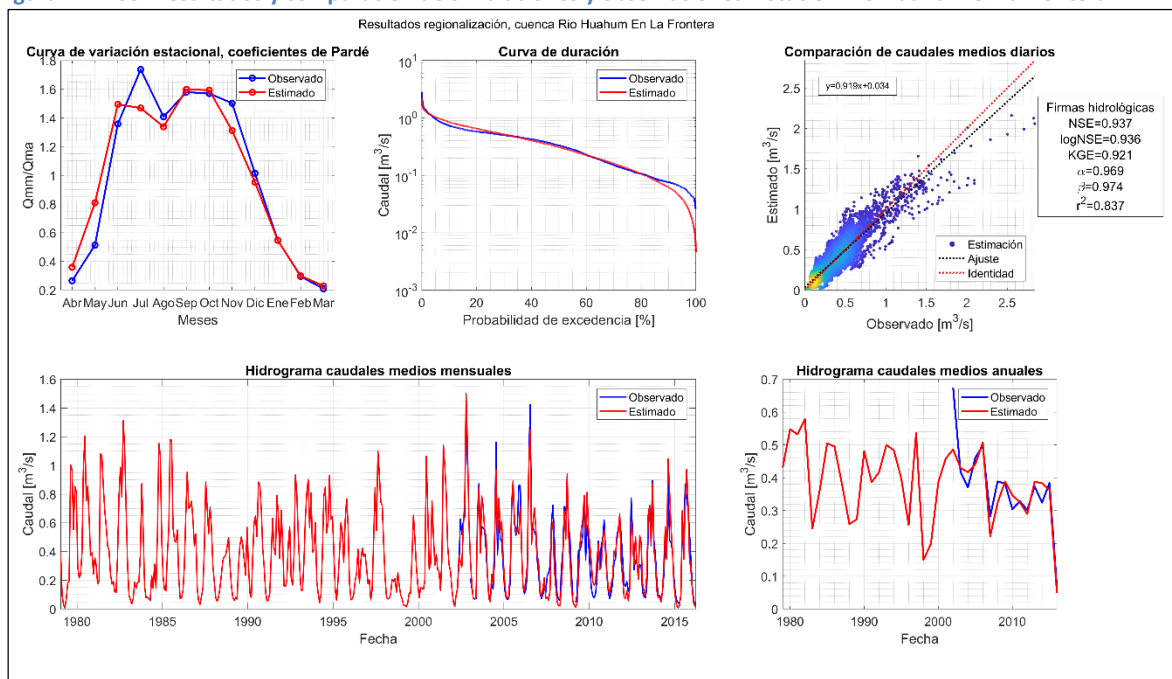 Resultados regionalización, cuenca Rio Huahum En La Frontera
Curva de variación estacional, coeficientes de Pardé
Observado
Estimado
Qmm/Qma
1.8
1.6
1.4
1.2
1
0.8
0.6
0.4
0.2
Abr May Jun Jul Ago Sep Oct Nov Dic Ene Feb Mar
Meses
Curva de duración
Observado
Estimado
Caudal [m³/s]
10¹
10⁰
10⁻¹
10⁻²
10⁻³
0 20 40 60 80 100
Probabilidad de excedencia [%]
Comparación de caudales medios diarios
y=0.919x+0.034
Estimado [m³/s]
2.5
2
1.5
1
0.5
0
0 0.5 1 1.5 2 2.5
Observado [m³/s]
Estimación
Ajuste
Identidad
Firmas hidrológicas
NSE=0.937
logNSE=0.936
KGE=0.921
α=0.969
β=0.974
r²=0.837
Hidrograma caudales medios mensuales
Observado
Estimado
Caudal [m³/s]
1.6
1.4
1.2
1
0.8
0.6
0.4
0.2
0
1980 1985 1990 1995 2000 2005 2010 2015
Fecha
Hidrograma caudales medios anuales
Observado
Estimado
Caudal [m³/s]
0.7
0.6
0.5
0.4
0.3
0.2
0.1
0
1980 1990 2000 2010
Fecha